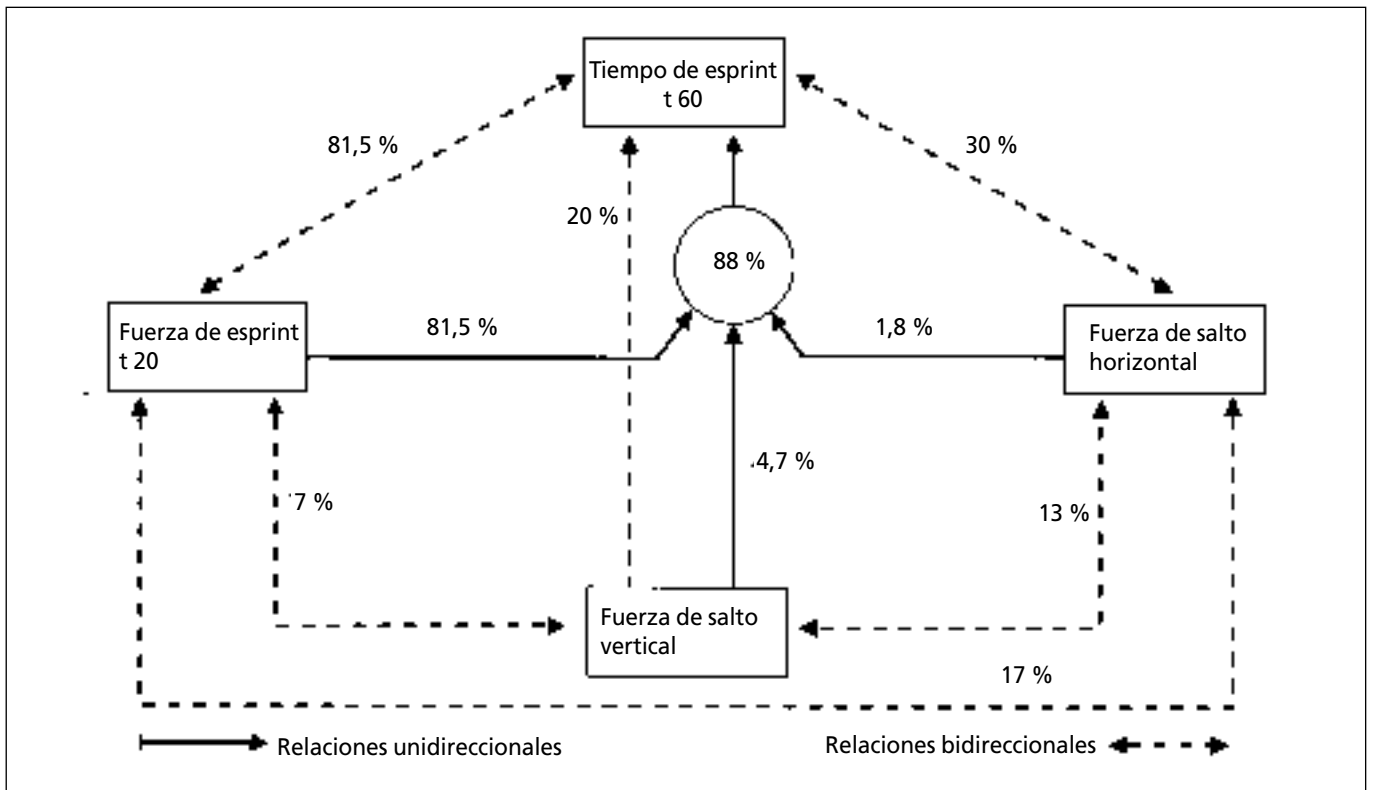 Tiempo de esprint
t 60
81,5 %
30 %
20 %
88 %
Fuerza de esprint
t 20
81,5 %
1,8 %
Fuerza de salto
horizontal
4,7 %
7 %
13 %
Fuerza de salto
vertical
17 %
Relaciones unidireccionales
Relaciones bidireccionales